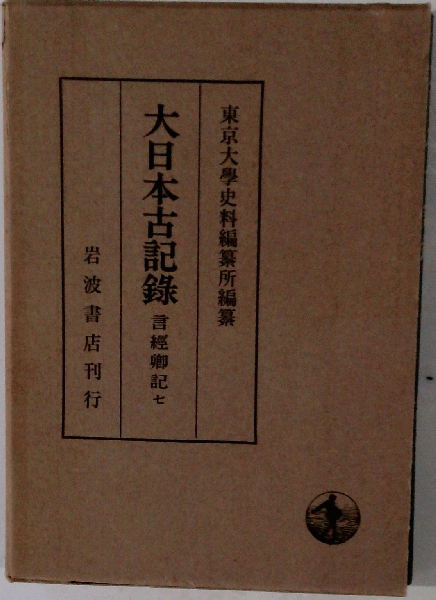 東京大學史料編纂所編纂
大日本古記錄 言經卿記 七
岩波書店刊行